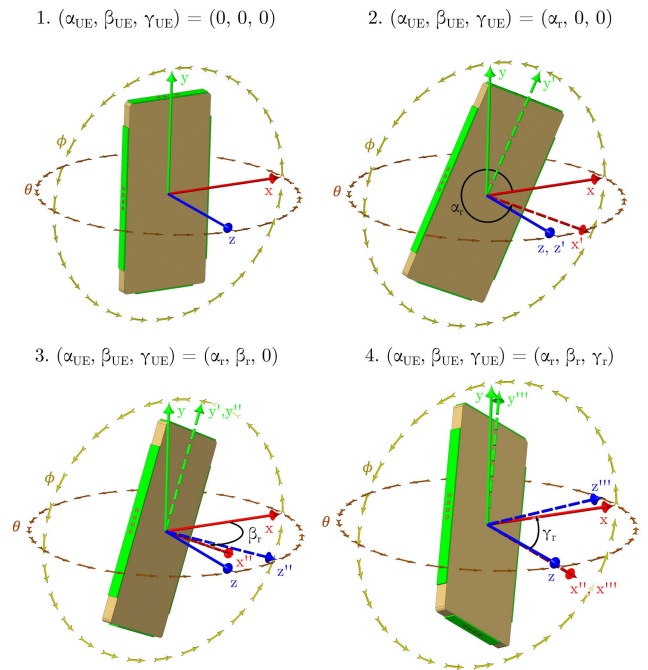 1. (αUE, βUE, γUE) = (0, 0, 0)
y
ϕ
θ
x
z
2. (αUE, βUE, γUE) = (αr, 0, 0)
y
y'
ϕ
θ
x
αr
z, z'
x'
3. (αUE, βUE, γUE) = (αr, βr, 0)
y
y',y''
ϕ
θ
x
βr
x''
z''
z
4. (αUE, βUE, γUE) = (αr, βr, γr)
y
y'''
ϕ
z'''
θ
x
γr
z
x'', x'''